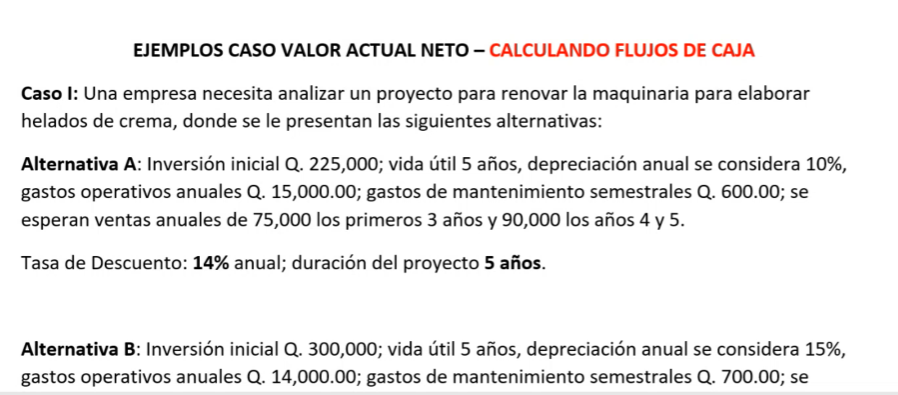 EJEMPLOS CASO VALOR ACTUAL NETO – CALCULANDO FLUJOS DE CAJA
Caso I: Una empresa necesita analizar un proyecto para renovar la maquinaria para elaborar
helados de crema, donde se le presentan las siguientes alternativas:
Alternativa A: Inversión inicial Q. 225,000; vida útil 5 años, depreciación anual se considera 10%,
gastos operativos anuales Q. 15,000.00; gastos de mantenimiento semestrales Q. 600.00; se
esperan ventas anuales de 75,000 los primeros 3 años y 90,000 los años 4 y 5.
Tasa de Descuento: 14% anual; duración del proyecto 5 años.
Alternativa B: Inversión inicial Q. 300,000; vida útil 5 años, depreciación anual se considera 15%,
gastos operativos anuales Q. 14,000.00; gastos de mantenimiento semestrales Q. 700.00; se